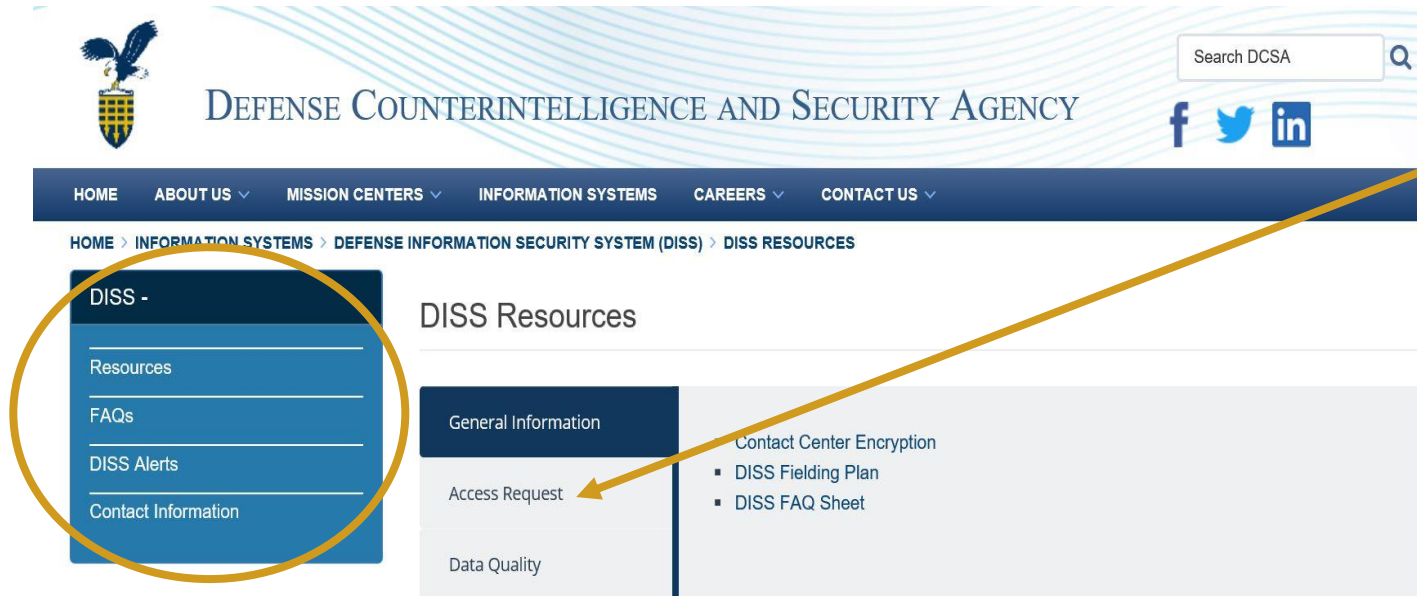 Search DCSA
DEFENSE COUNTERINTELLIGENCE AND SECURITY AGENCY
f in
HOME ABOUT US MISSION CENTERS INFORMATION SYSTEMS CAREERS CONTACT US
HOME > INFORMATION SYSTEMS > DEFENSE INFORMATION SECURITY SYSTEM (DISS) > DISS RESOURCES
DISS -
Resources
FAQs
DISS Alerts
Contact Information
DISS Resources
General Information
Access Request
Data Quality
▪ Contact Center Encryption
▪ DISS Fielding Plan
▪ DISS FAQ Sheet